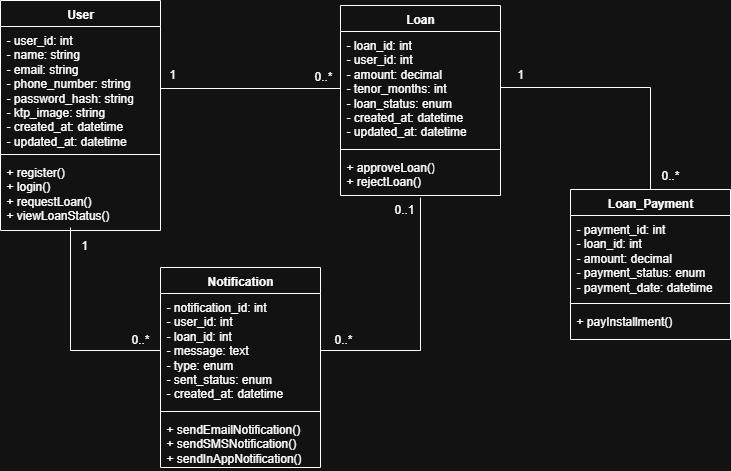 User
- user_id: int
- name: string
- email: string
- phone_number: string
- password_hash: string
- ktp_image: string
- created_at: datetime
- updated_at: datetime
+ register()
+ login()
+ requestLoan()
+ viewLoanStatus()
1
0..*
Loan
- loan_id: int
- user_id: int
- amount: decimal
- tenor_months: int
- loan_status: enum
- created_at: datetime
- updated_at: datetime
+ approveLoan()
+ rejectLoan()
1
0..*
Loan_Payment
- payment_id: int
- loan_id: int
- amount: decimal
- payment_status: enum
- payment_date: datetime
+ payInstallment()
1
0..*
0..1
0..*
Notification
- notification_id: int
- user_id: int
- loan_id: int
- message: text
- type: enum
- sent_status: enum
- created_at: datetime
+ sendEmailNotification()
+ sendSMSNotification()
+ sendInAppNotification()